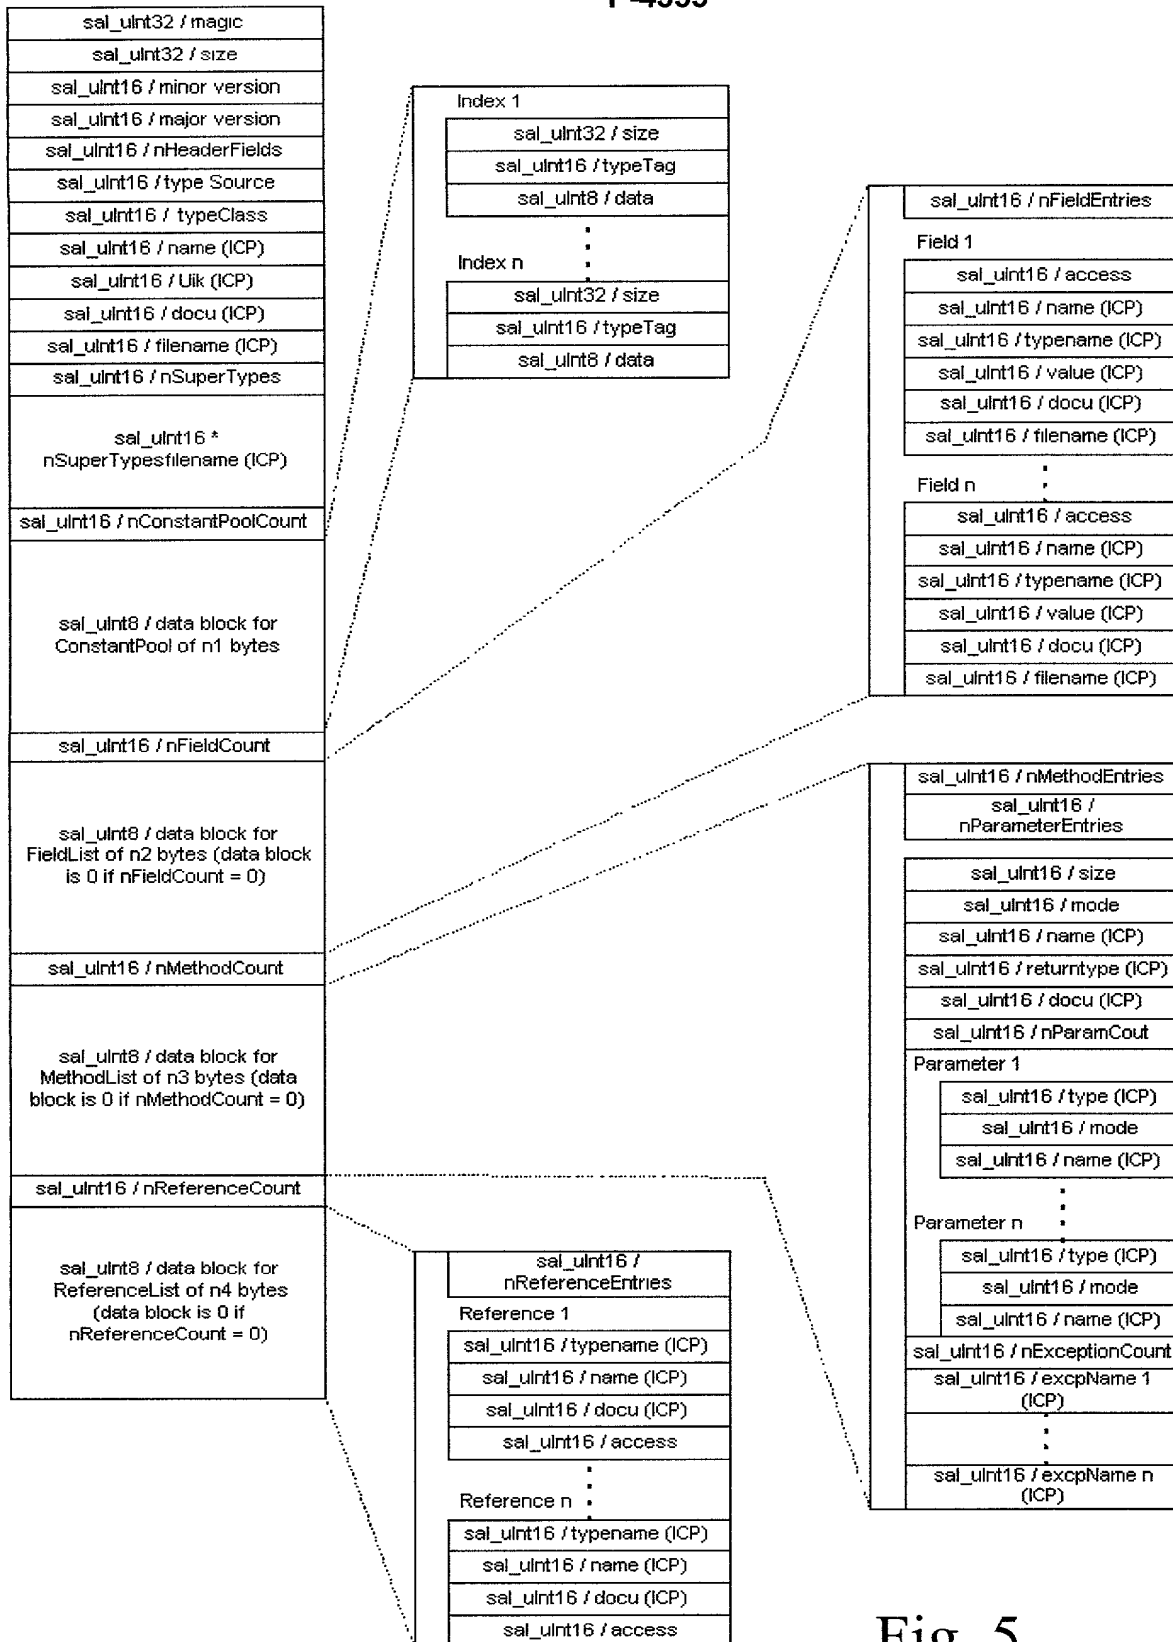 sal_uInt32 / magic
sal_uInt32 / size
sal_uInt16 / minor version
sal_uInt16 / major version
sal_uInt16 / nHeaderFields
sal_uInt16 / type Source
sal_uInt16 / typeClass
sal_uInt16 / name (ICP)
sal_uInt16 / Uik (ICP)
sal_uInt16 / docu (ICP)
sal_uInt16 / filename (ICP)
sal_uInt16 / nSuperTypes
sal_uInt16 *
nSuperTypesfilename (ICP)
sal_uInt16 / nConstantPoolCount
sal_uInt8 / data block for
ConstantPool of n1 bytes
sal_uInt16 / nFieldCount
sal_uInt8 / data block for
FieldList of n2 bytes (data block
is 0 if nFieldCount = 0)
sal_uInt16 / nMethodCount
sal_uInt8 / data block for
MethodList of n3 bytes (data
block is 0 if nMethodCount = 0)
sal_uInt16 / nReferenceCount
sal_uInt8 / data block for
ReferenceList of n4 bytes
(data block is 0 if
nReferenceCount = 0)
Index 1
sal_uInt32 / size
sal_uInt16 / typeTag
sal_uInt8 / data
Index n
sal_uInt32 / size
sal_uInt16 / typeTag
sal_uInt8 / data
sal_uInt16 / nFieldEntries
Field 1
sal_uInt16 / access
sal_uInt16 / name (ICP)
sal_uInt16 / typename (ICP)
sal_uInt16 / value (ICP)
sal_uInt16 / docu (ICP)
sal_uInt16 / filename (ICP)
Field n
sal_uInt16 / access
sal_uInt16 / name (ICP)
sal_uInt16 / typename (ICP)
sal_uInt16 / value (ICP)
sal_uInt16 / docu (ICP)
sal_uInt16 / filename (ICP)
sal_uInt16 / nMethodEntries
sal_uInt16 /
nParameterEntries
sal_uInt16 / size
sal_uInt16 / mode
sal_uInt16 / name (ICP)
sal_uInt16 / returntype (ICP)
sal_uInt16 / docu (ICP)
sal_uInt16 / nParamCout
Parameter 1
sal_uInt16 / type (ICP)
sal_uInt16 / mode
sal_uInt16 / name (ICP)
Parameter n
sal_uInt16 / type (ICP)
sal_uInt16 / mode
sal_uInt16 / name (ICP)
sal_uInt16 / nExceptionCount
sal_uInt16 / excpName 1
(ICP)
sal_uInt16 / excpName n
(ICP)
sal_uInt16 /
nReferenceEntries
Reference 1
sal_uInt16 / typename (ICP)
sal_uInt16 / name (ICP)
sal_uInt16 / docu (ICP)
sal_uInt16 / access
Reference n
sal_uInt16 / typename (ICP)
sal_uInt16 / name (ICP)
sal_uInt16 / docu (ICP)
sal_uInt16 / access
Fig. 5